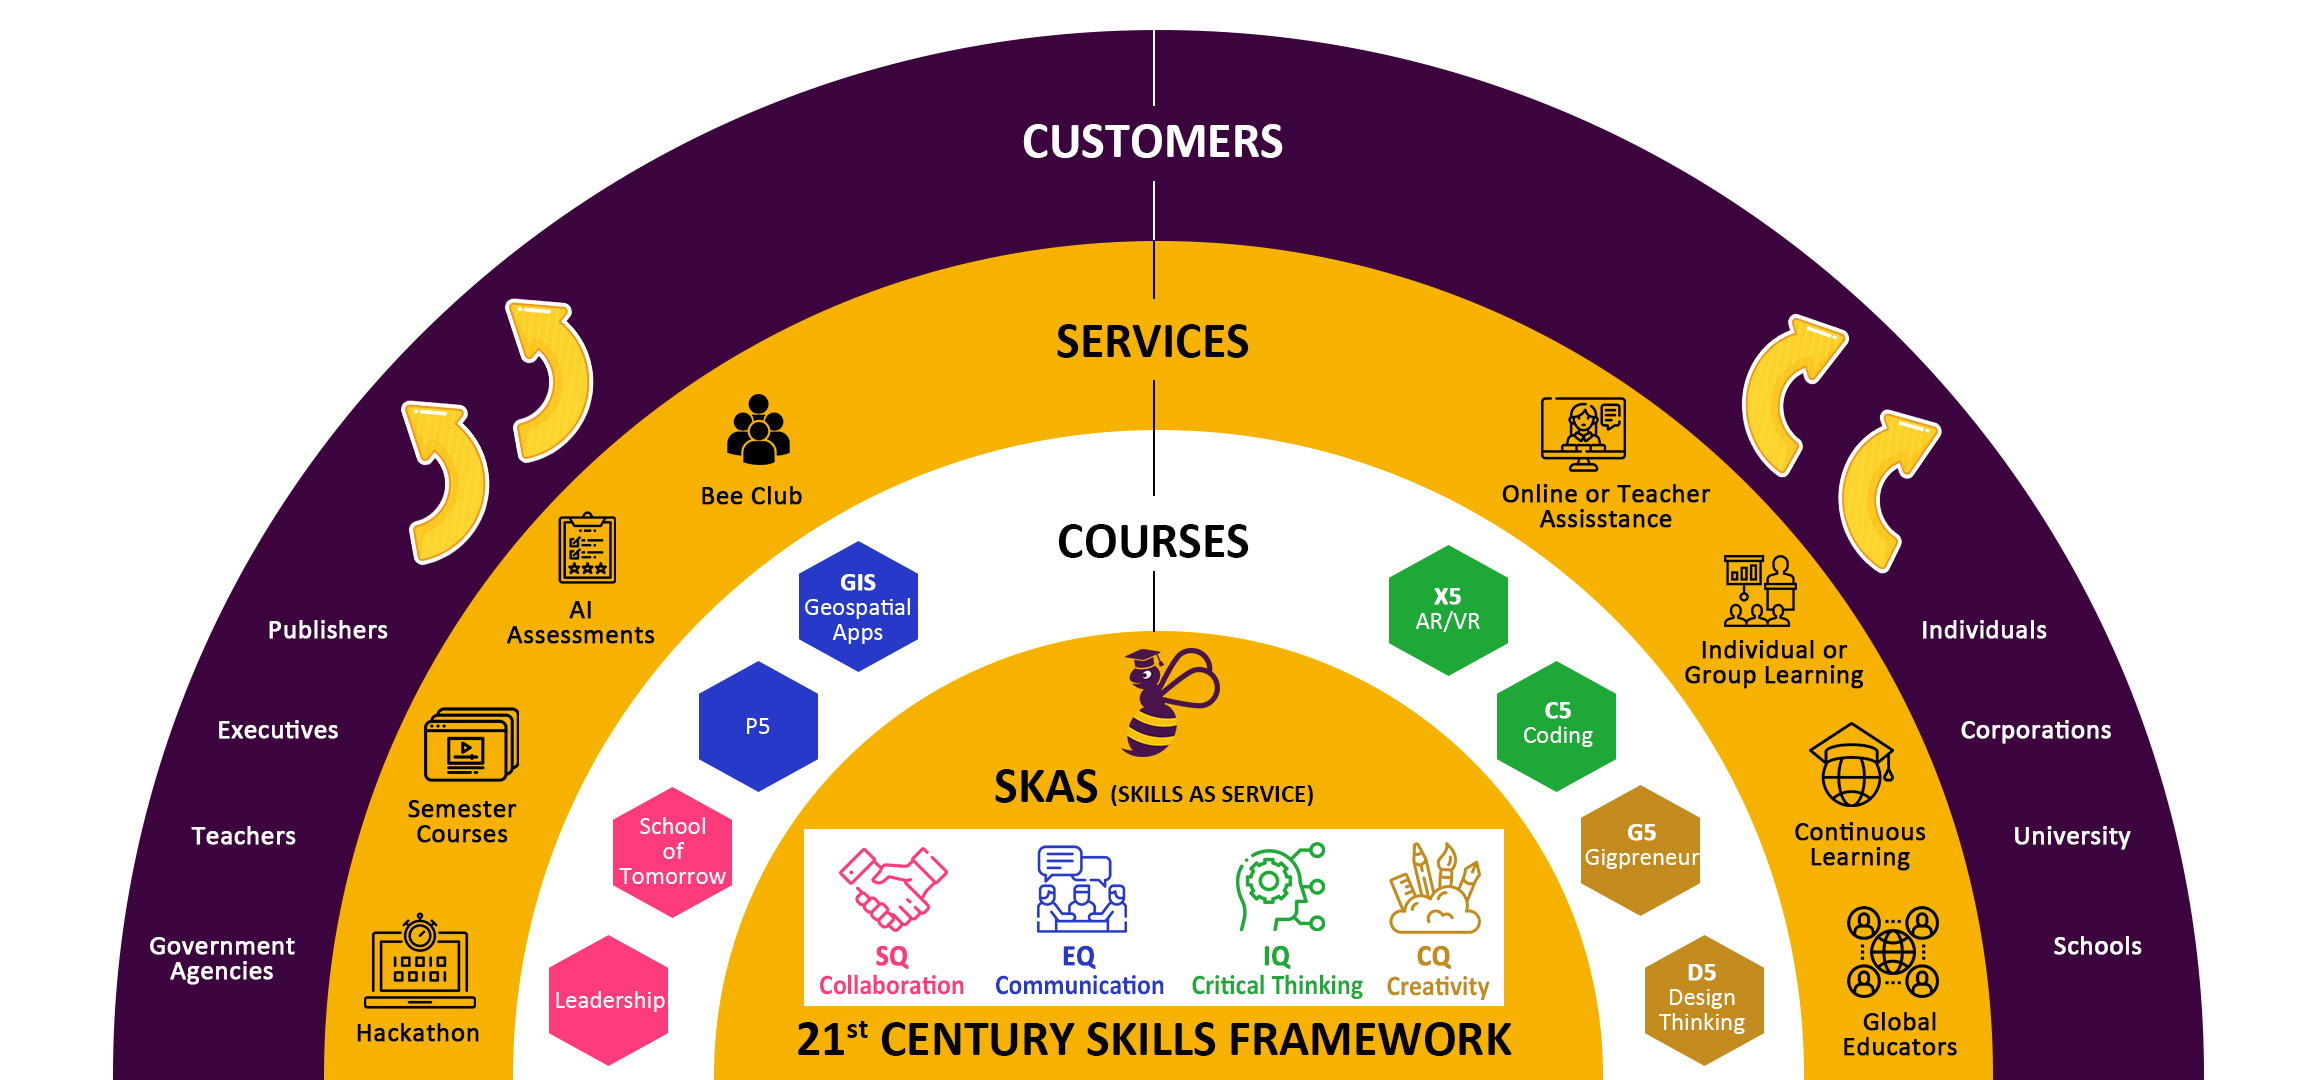 CUSTOMERS
SERVICES
COURSES
Bee Club
AI
Assessments
Semester
Courses
Hackathon
Online or Teacher
Assisstance
Individual or
Group Learning
Continuous
Learning
Global
Educators
Publishers
Executives
Teachers
Government
Agencies
Individuals
Corporations
University
Schools
GIS
Geospatial
Apps
P5
School
of
Tomorrow
Leadership
X5
AR/VR
C5
Coding
G5
Gigpreneur
D5
Design
Thinking
SKAS (SKILLS AS SERVICE)
SQ
Collaboration
EQ
Communication
IQ
Critical Thinking
CQ
Creativity
21st CENTURY SKILLS FRAMEWORK